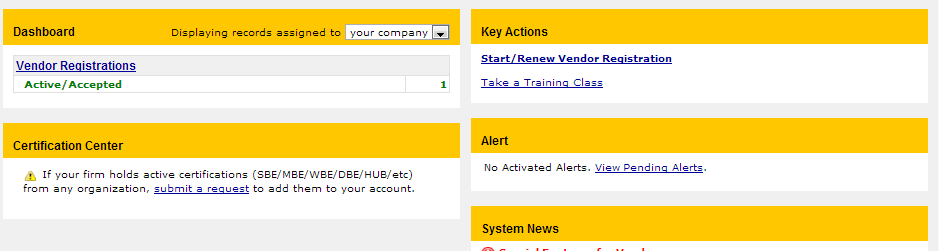 Dashboard
Displaying records assigned to your company
Vendor Registrations
Active/Accepted 1
Certification Center
If your firm holds active certifications (SBE/MBE/WBE/DBE/HUB/etc)
from any organization, submit a request to add them to your account.
Key Actions
Start/Renew Vendor Registration
Take a Training Class
Alert
No Activated Alerts. View Pending Alerts.
System News